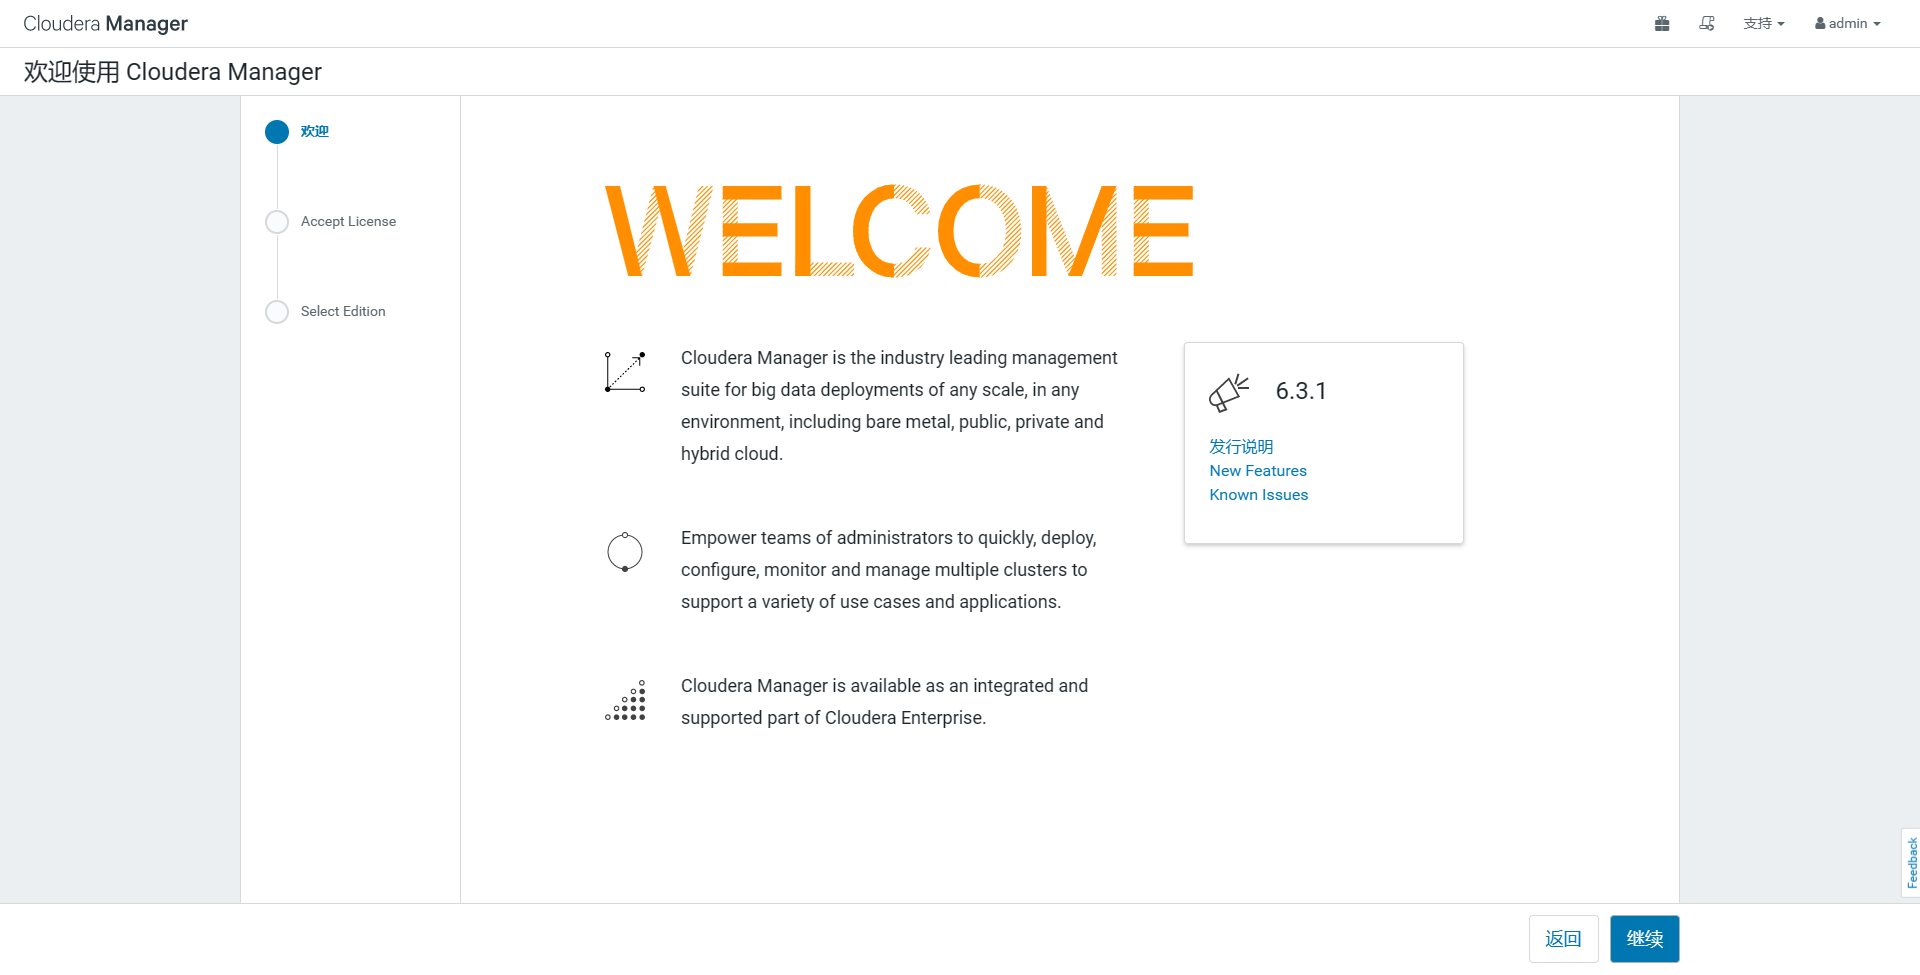 Cloudera Manager
支持
admin
欢迎使用 Cloudera Manager
欢迎
Accept License
Select Edition
WELCOME
Cloudera Manager is the industry leading management
suite for big data deployments of any scale, in any
environment, including bare metal, public, private and
hybrid cloud.
Empower teams of administrators to quickly, deploy,
configure, monitor and manage multiple clusters to
support a variety of use cases and applications.
Cloudera Manager is available as an integrated and
supported part of Cloudera Enterprise.
6.3.1
发行说明
New Features
Known Issues
Feedback
返回
继续